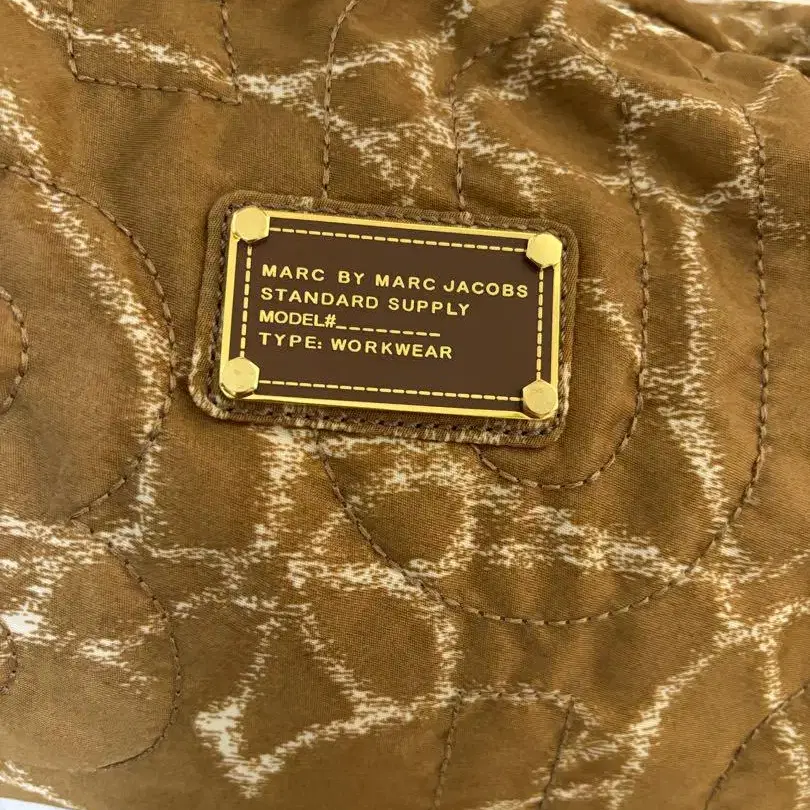 MARC BY MARC JACOBS
STANDARD SUPPLY
MODEL#________
TYPE: WORKWEAR